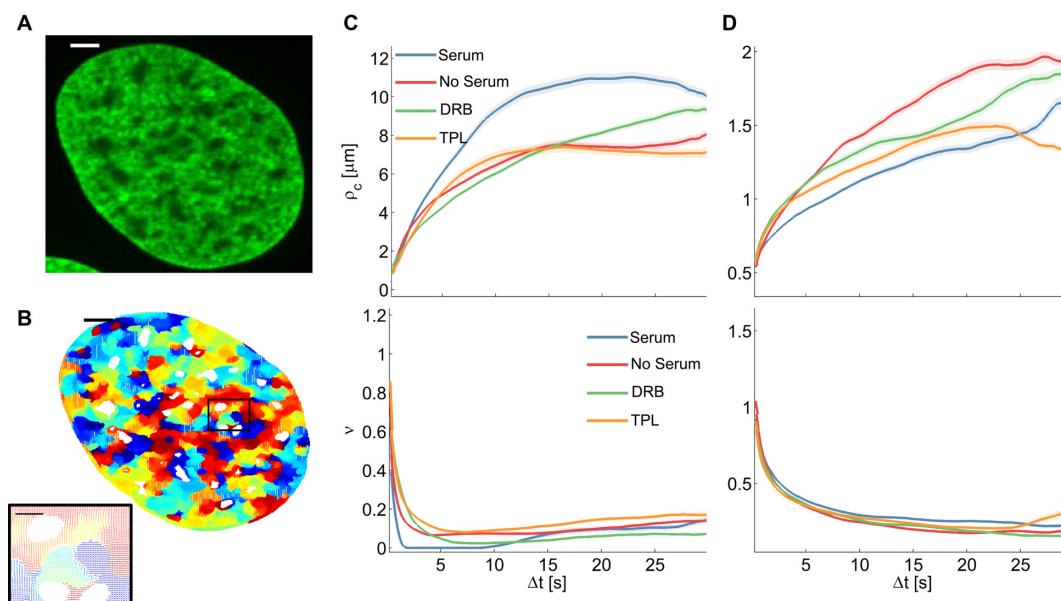 A
C
D
12
10
8
6
4
2
0
ρc [μm]
Serum
No Serum
DRB
TPL
2
1.5
1
0.5
B
1.2
1
0.8
0.6
0.4
0.2
0
ν
Serum
No Serum
DRB
TPL
5 10 15 20 25
Δt [s]
1.5
1
0.5
5 10 15 20 25
Δt [s]